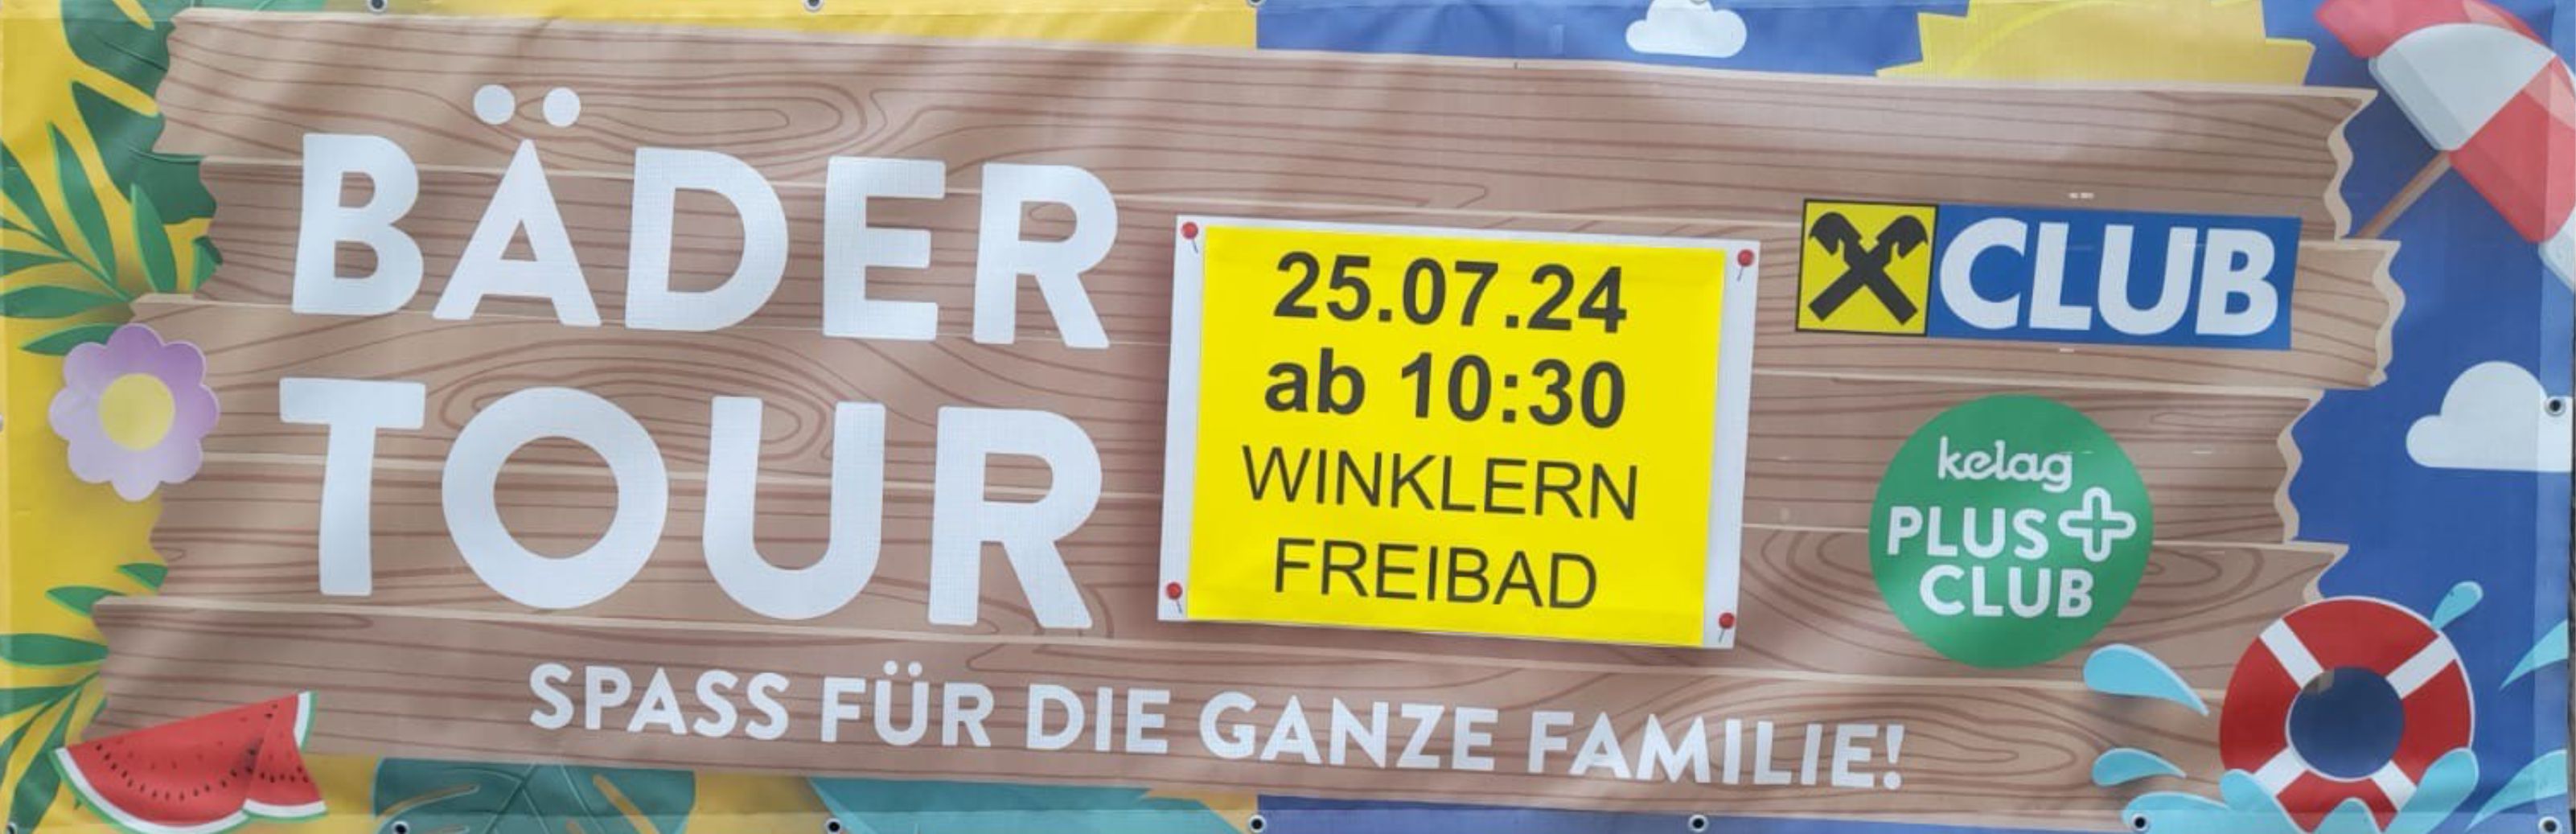 BÄDER
TOUR
25.07.24
ab 10:30
WINKLERN
FREIBAD
CLUB
kelag
PLUS
CLUB
SPASS FÜR DIE GANZE FAMILIE!